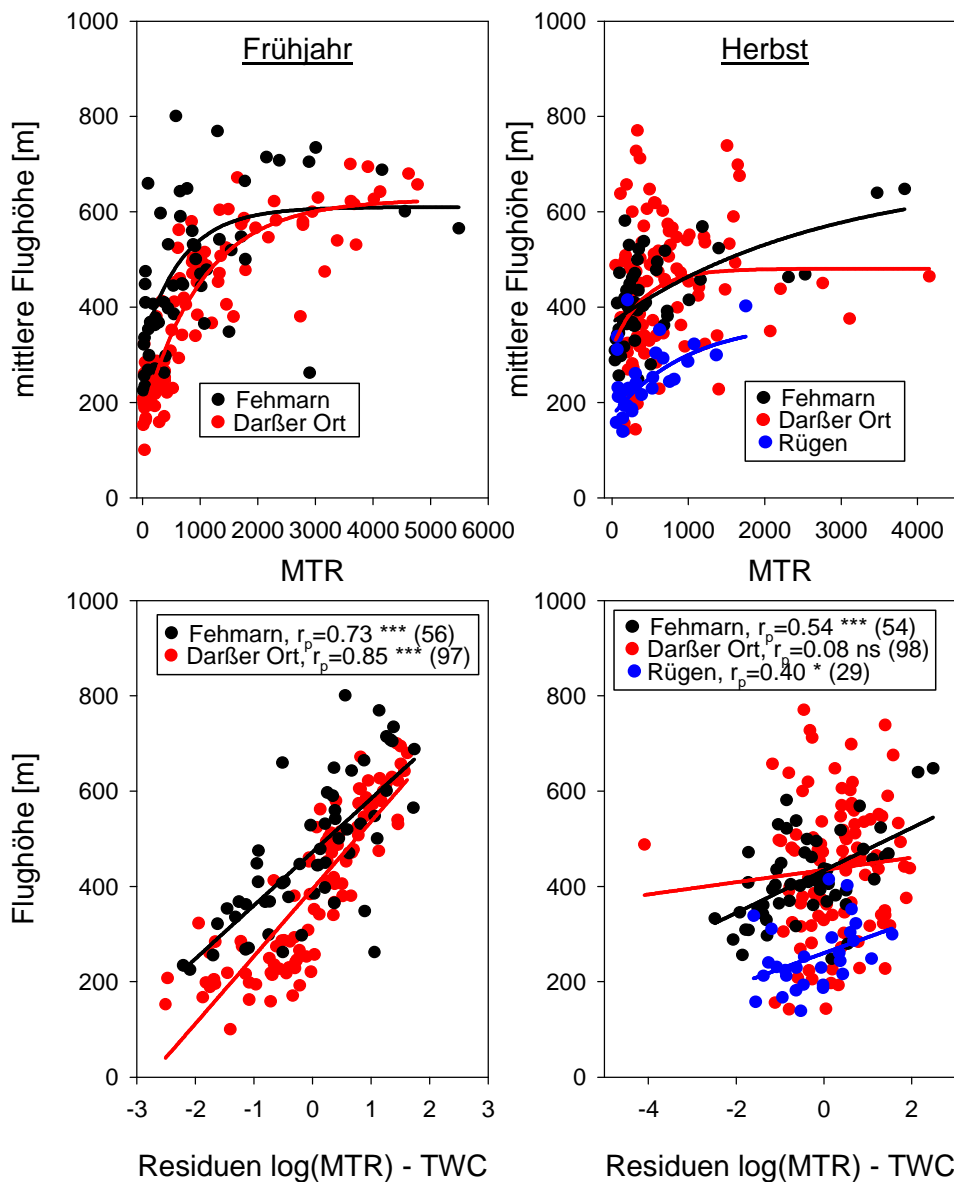 Frühjahr
mittlere Flughöhe [m]
1000
800
600
400
200
0
Fehmarn
Darßer Ort
0 1000 2000 3000 4000 5000 6000
MTR
Herbst
mittlere Flughöhe [m]
1000
800
600
400
200
0
Fehmarn
Darßer Ort
Rügen
0 1000 2000 3000 4000
MTR
Flughöhe [m]
1000
800
600
400
200
0
Fehmarn, rp=0.73 *** (56)
Darßer Ort, rp=0.85 *** (97)
-3 -2 -1 0 1 2 3
Residuen log(MTR) - TWC
1000
800
600
400
200
0
Fehmarn, rp=0.54 *** (54)
Darßer Ort, rp=0.08 ns (98)
Rügen, rp=0.40 * (29)
-4 -2 0 2
Residuen log(MTR) - TWC